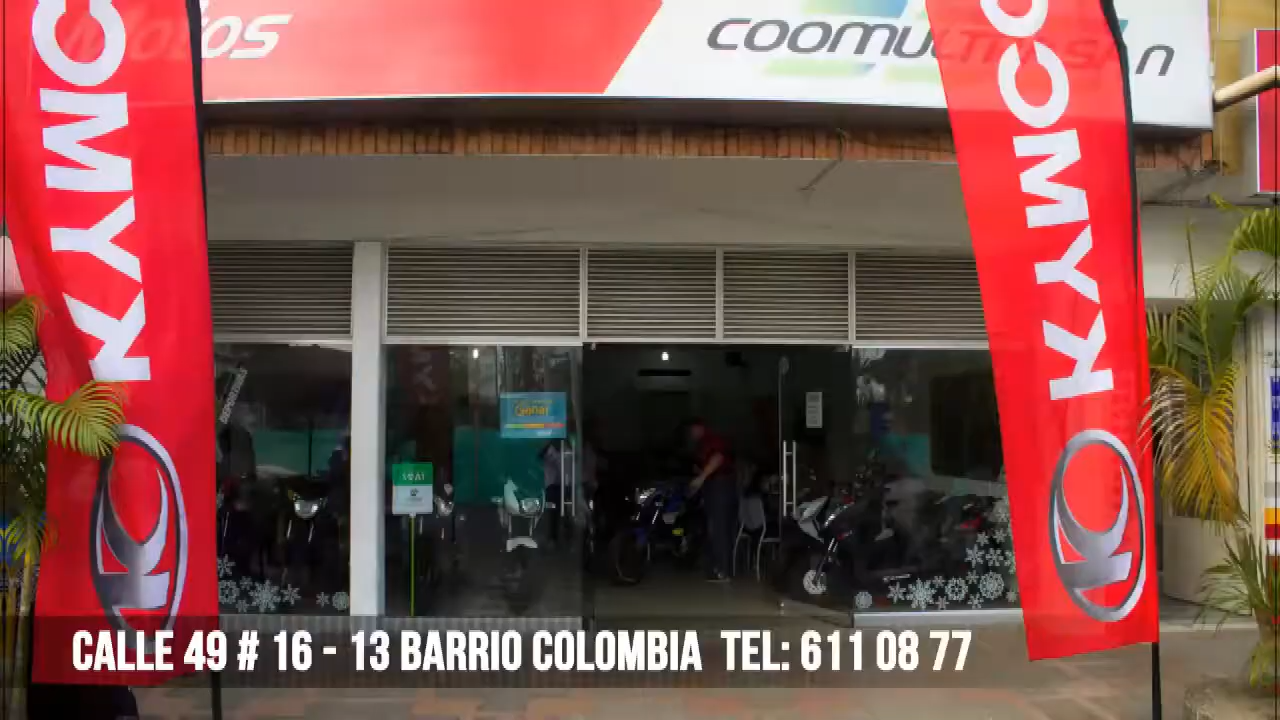 Motos
COOMULTRASAN
KYMCO
KYMCO
CALLE 49 # 16 - 13 BARRIO COLOMBIA TEL: 611 08 77